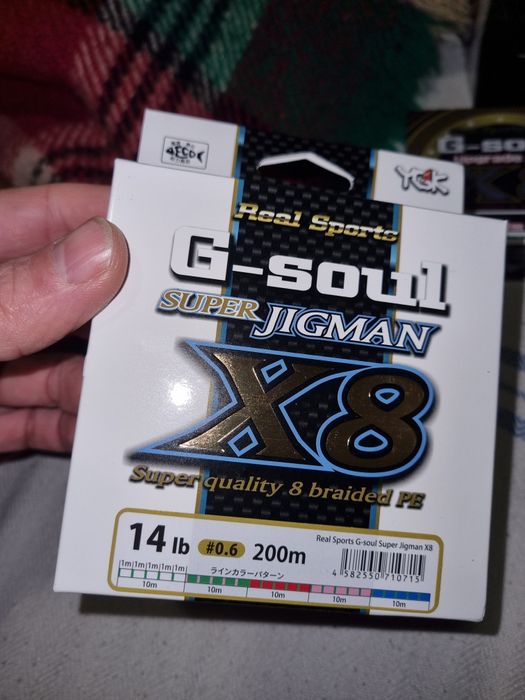 YGK
Real Sports
G-soul
SUPER JIGMAN
X8
Super quality 8 braided PE
14 lb #0.6 200m
Real Sports G-soul Super Jigman X8
1m 1m 1m 1m 1m
ラインカラーパターン
10m 10m 10m 10m 10m
4 582550 710715
G-sou
Upgrade
X